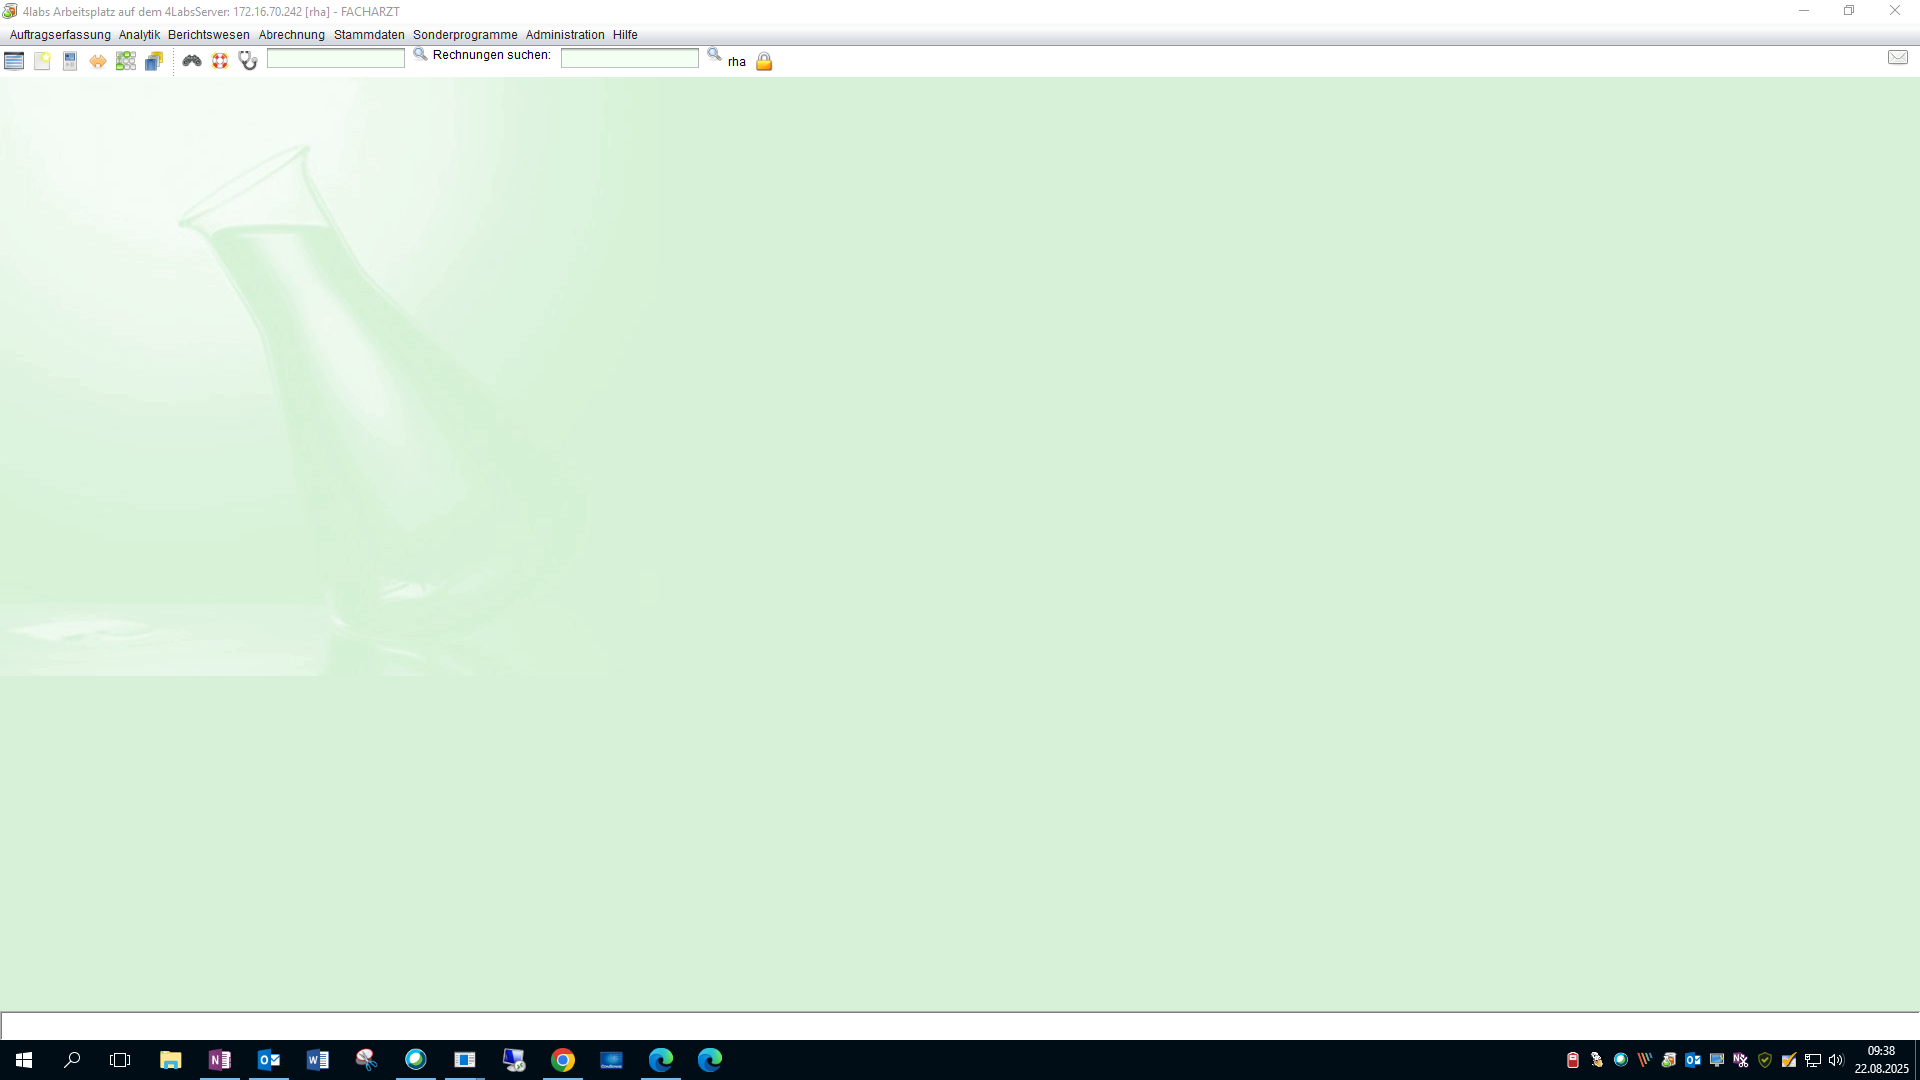 4labs Arbeitsplatz auf dem 4LabsServer: 172.16.70.242 [rha] - FACHARZT
Auftragserfassung Analytik Berichtswesen Abrechnung Stammdaten Sonderprogramme Administration Hilfe
Rechnungen suchen: rha
09:38
22.08.2025